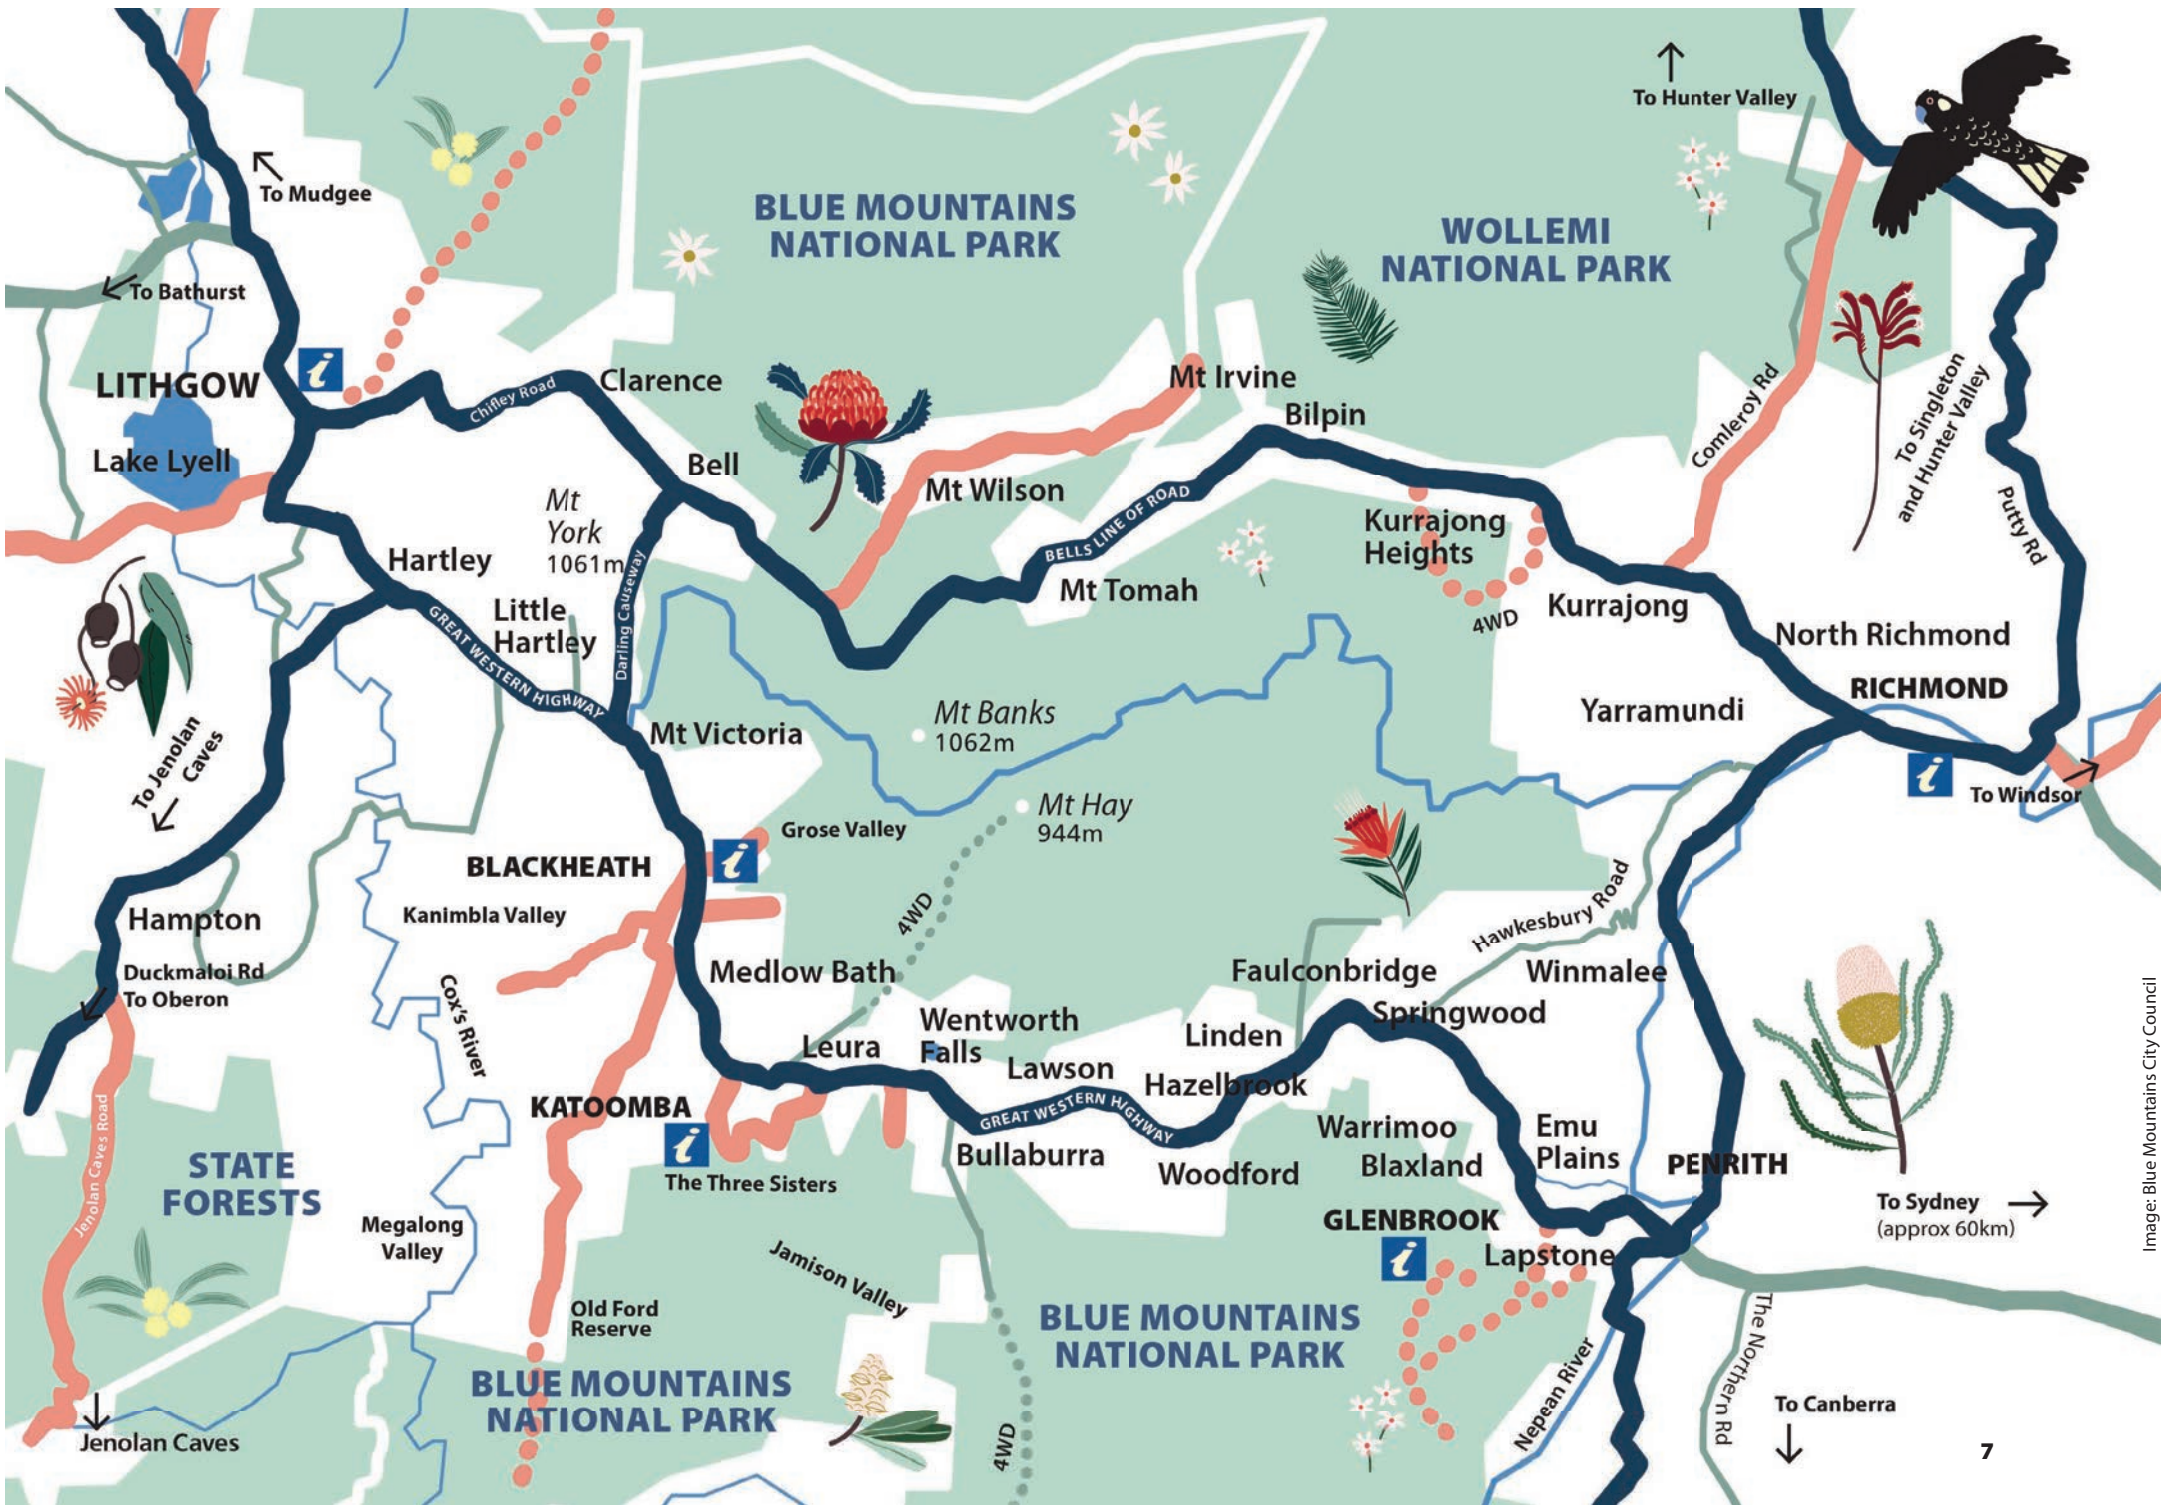 To Hunter Valley
To Mudgee
BLUE MOUNTAINS
NATIONAL PARK
WOLLEMI
NATIONAL PARK
To Bathurst
i
LITHGOW
Chifley Road
Clarence
Mt Irvine
Bilpin
Comleroy Rd
To Singleton
and Hunter Valley
Lake Lyell
Bell
Mt Wilson
BELLS LINE OF ROAD
Putty Rd
Mt
York
1061m
Kurrajong
Heights
Hartley
Darling Causeway
Mt Tomah
4WD
Kurrajong
Little
Hartley
GREAT WESTERN HIGHWAY
North Richmond
RICHMOND
Yarramundi
Mt Victoria
Mt Banks
1062m
To Jenolan
Caves
i
To Windsor
Mt Hay
944m
Grose Valley
BLACKHEATH
i
4WD
Hawkesbury Road
Kanimbla Valley
Hampton
Medlow Bath
Faulconbridge
Winmalee
Duckmaloi Rd
To Oberon
Cox's River
Wentworth
Falls
Springwood
Linden
Leura
Lawson
Hazelbrook
KATOOMBA
i
The Three Sisters
GREAT WESTERN HIGHWAY
Bullaburra
Woodford
Warrimoo
Blaxland
Emu
Plains
PENRITH
Jenolan Caves Road
STATE
FORESTS
To Sydney
(approx 60km)
GLENBROOK
i
Lapstone
Megalong
Valley
Jamison Valley
Old Ford
Reserve
BLUE MOUNTAINS
NATIONAL PARK
BLUE MOUNTAINS
NATIONAL PARK
The Northern Rd
Nepean River
To Canberra
Jenolan Caves
4WD
7
Image: Blue Mountains City Council